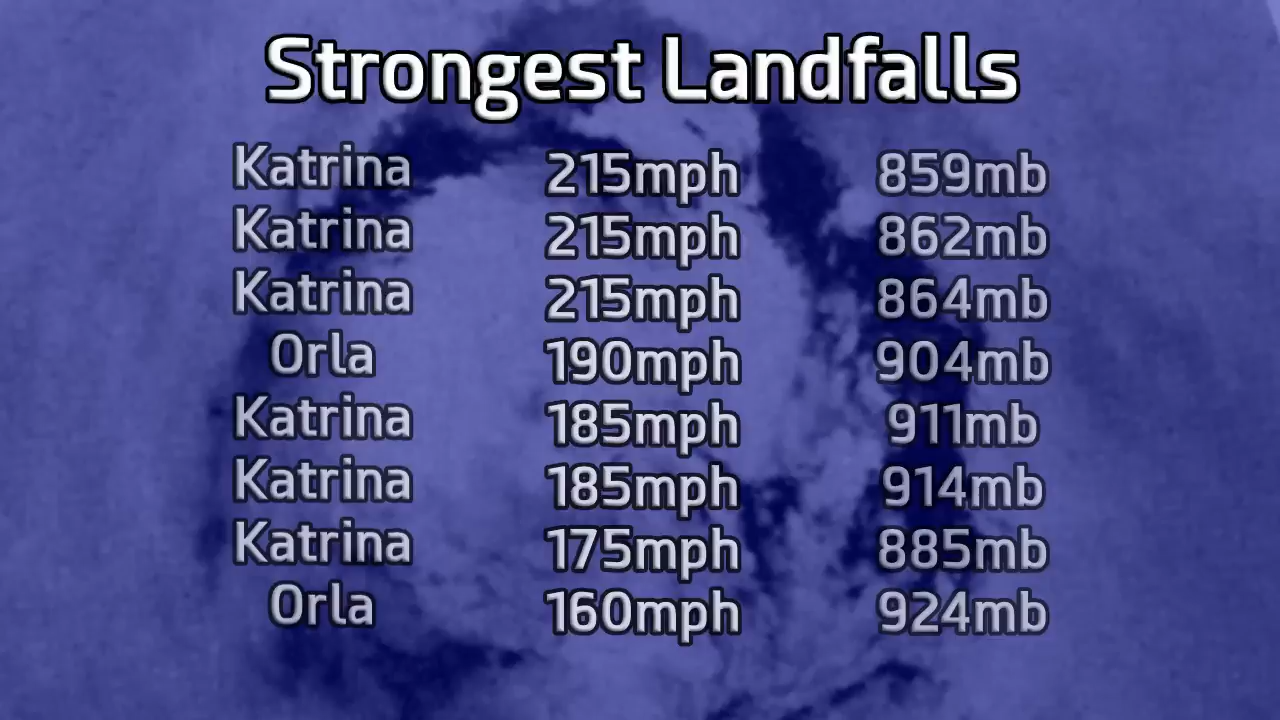 Strongest Landfalls
Katrina 215mph 859mb
Katrina 215mph 862mb
Katrina 215mph 864mb
Orla 190mph 904mb
Katrina 185mph 911mb
Katrina 185mph 914mb
Katrina 175mph 885mb
Orla 160mph 924mb